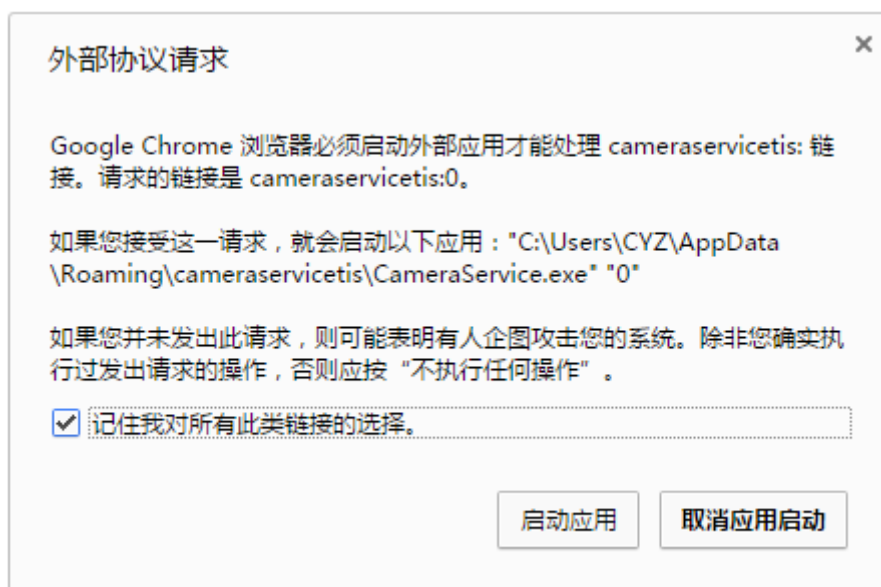 外部协议请求
Google Chrome 浏览器必须启动外部应用才能处理 cameraservicetis: 链
接。请求的链接是 cameraservicetis:0。
如果您接受这一请求，就会启动以下应用："C:\Users\CYZ\AppData
\Roaming\cameraservicetis\CameraService.exe" "0"
如果您并未发出此请求，则可能表明有人企图攻击您的系统。除非您确实执
行过发出请求的操作，否则应按“不执行任何操作”。
记住我对所有此类链接的选择。
启动应用
取消应用启动